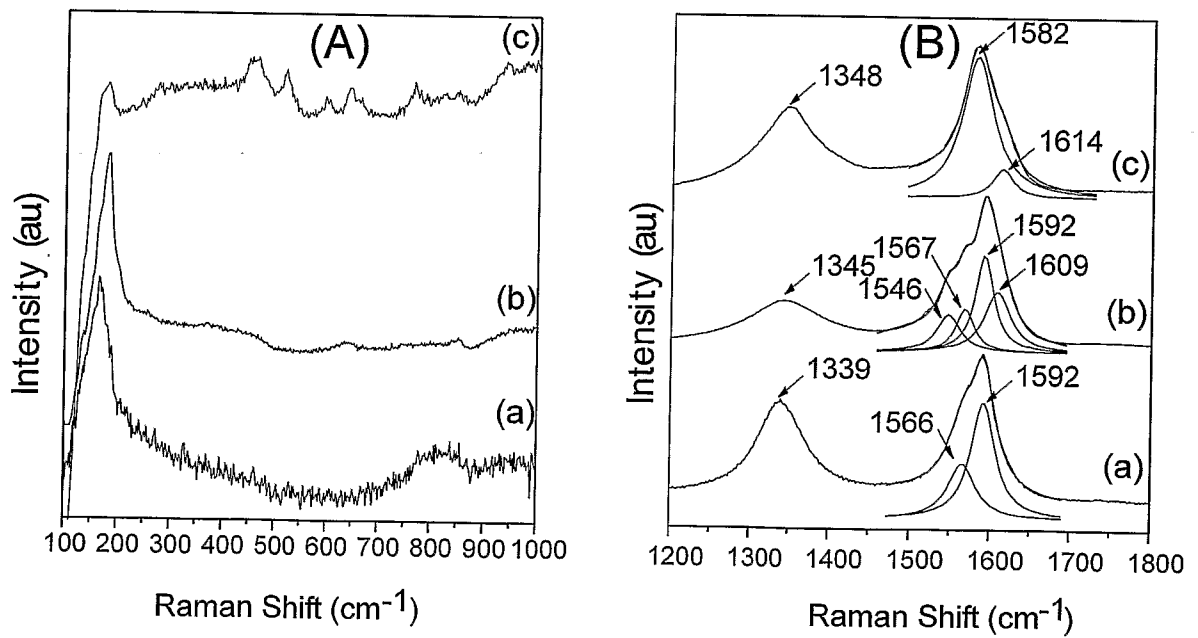 (A)
(c)
(b)
(a)
Intensity (au)
100 200 300 400 500 600 700 800 900 1000
Raman Shift (cm-1)
(B)
1582
1348
1614
(c)
1592
1567
1609
1345
1546
(b)
1339
1592
1566
(a)
Intensity (au)
1200 1300 1400 1500 1600 1700 1800
Raman Shift (cm-1)